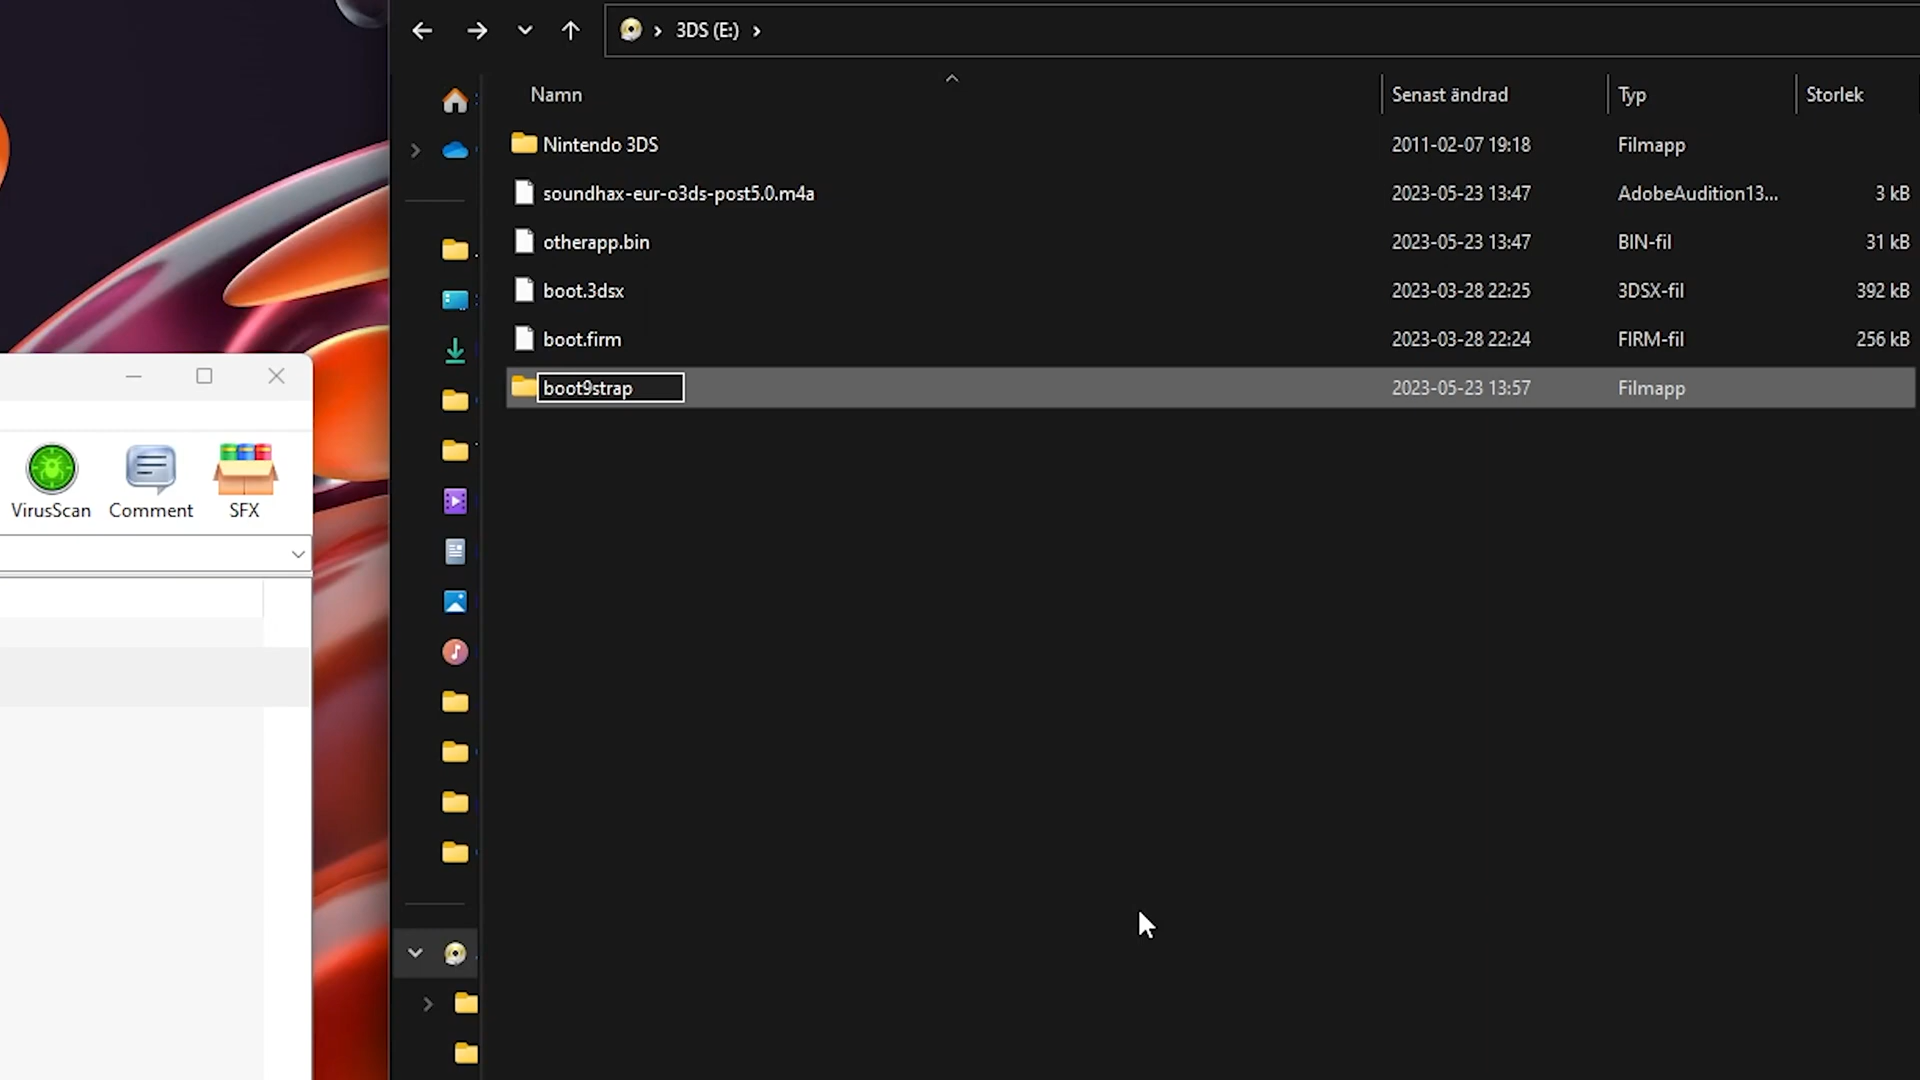 3DS (E:)
Namn Senast ändrad Typ Storlek
Nintendo 3DS 2011-02-07 19:18 Filmapp
soundhax-eur-o3ds-post5.0.m4a 2023-05-23 13:47 AdobeAudition13... 3 kB
otherapp.bin 2023-05-23 13:47 BIN-fil 31 kB
boot.3dsx 2023-03-28 22:25 3DSX-fil 392 kB
boot.firm 2023-03-28 22:24 FIRM-fil 256 kB
boot9strap 2023-05-23 13:57 Filmapp
VirusScan Comment SFX